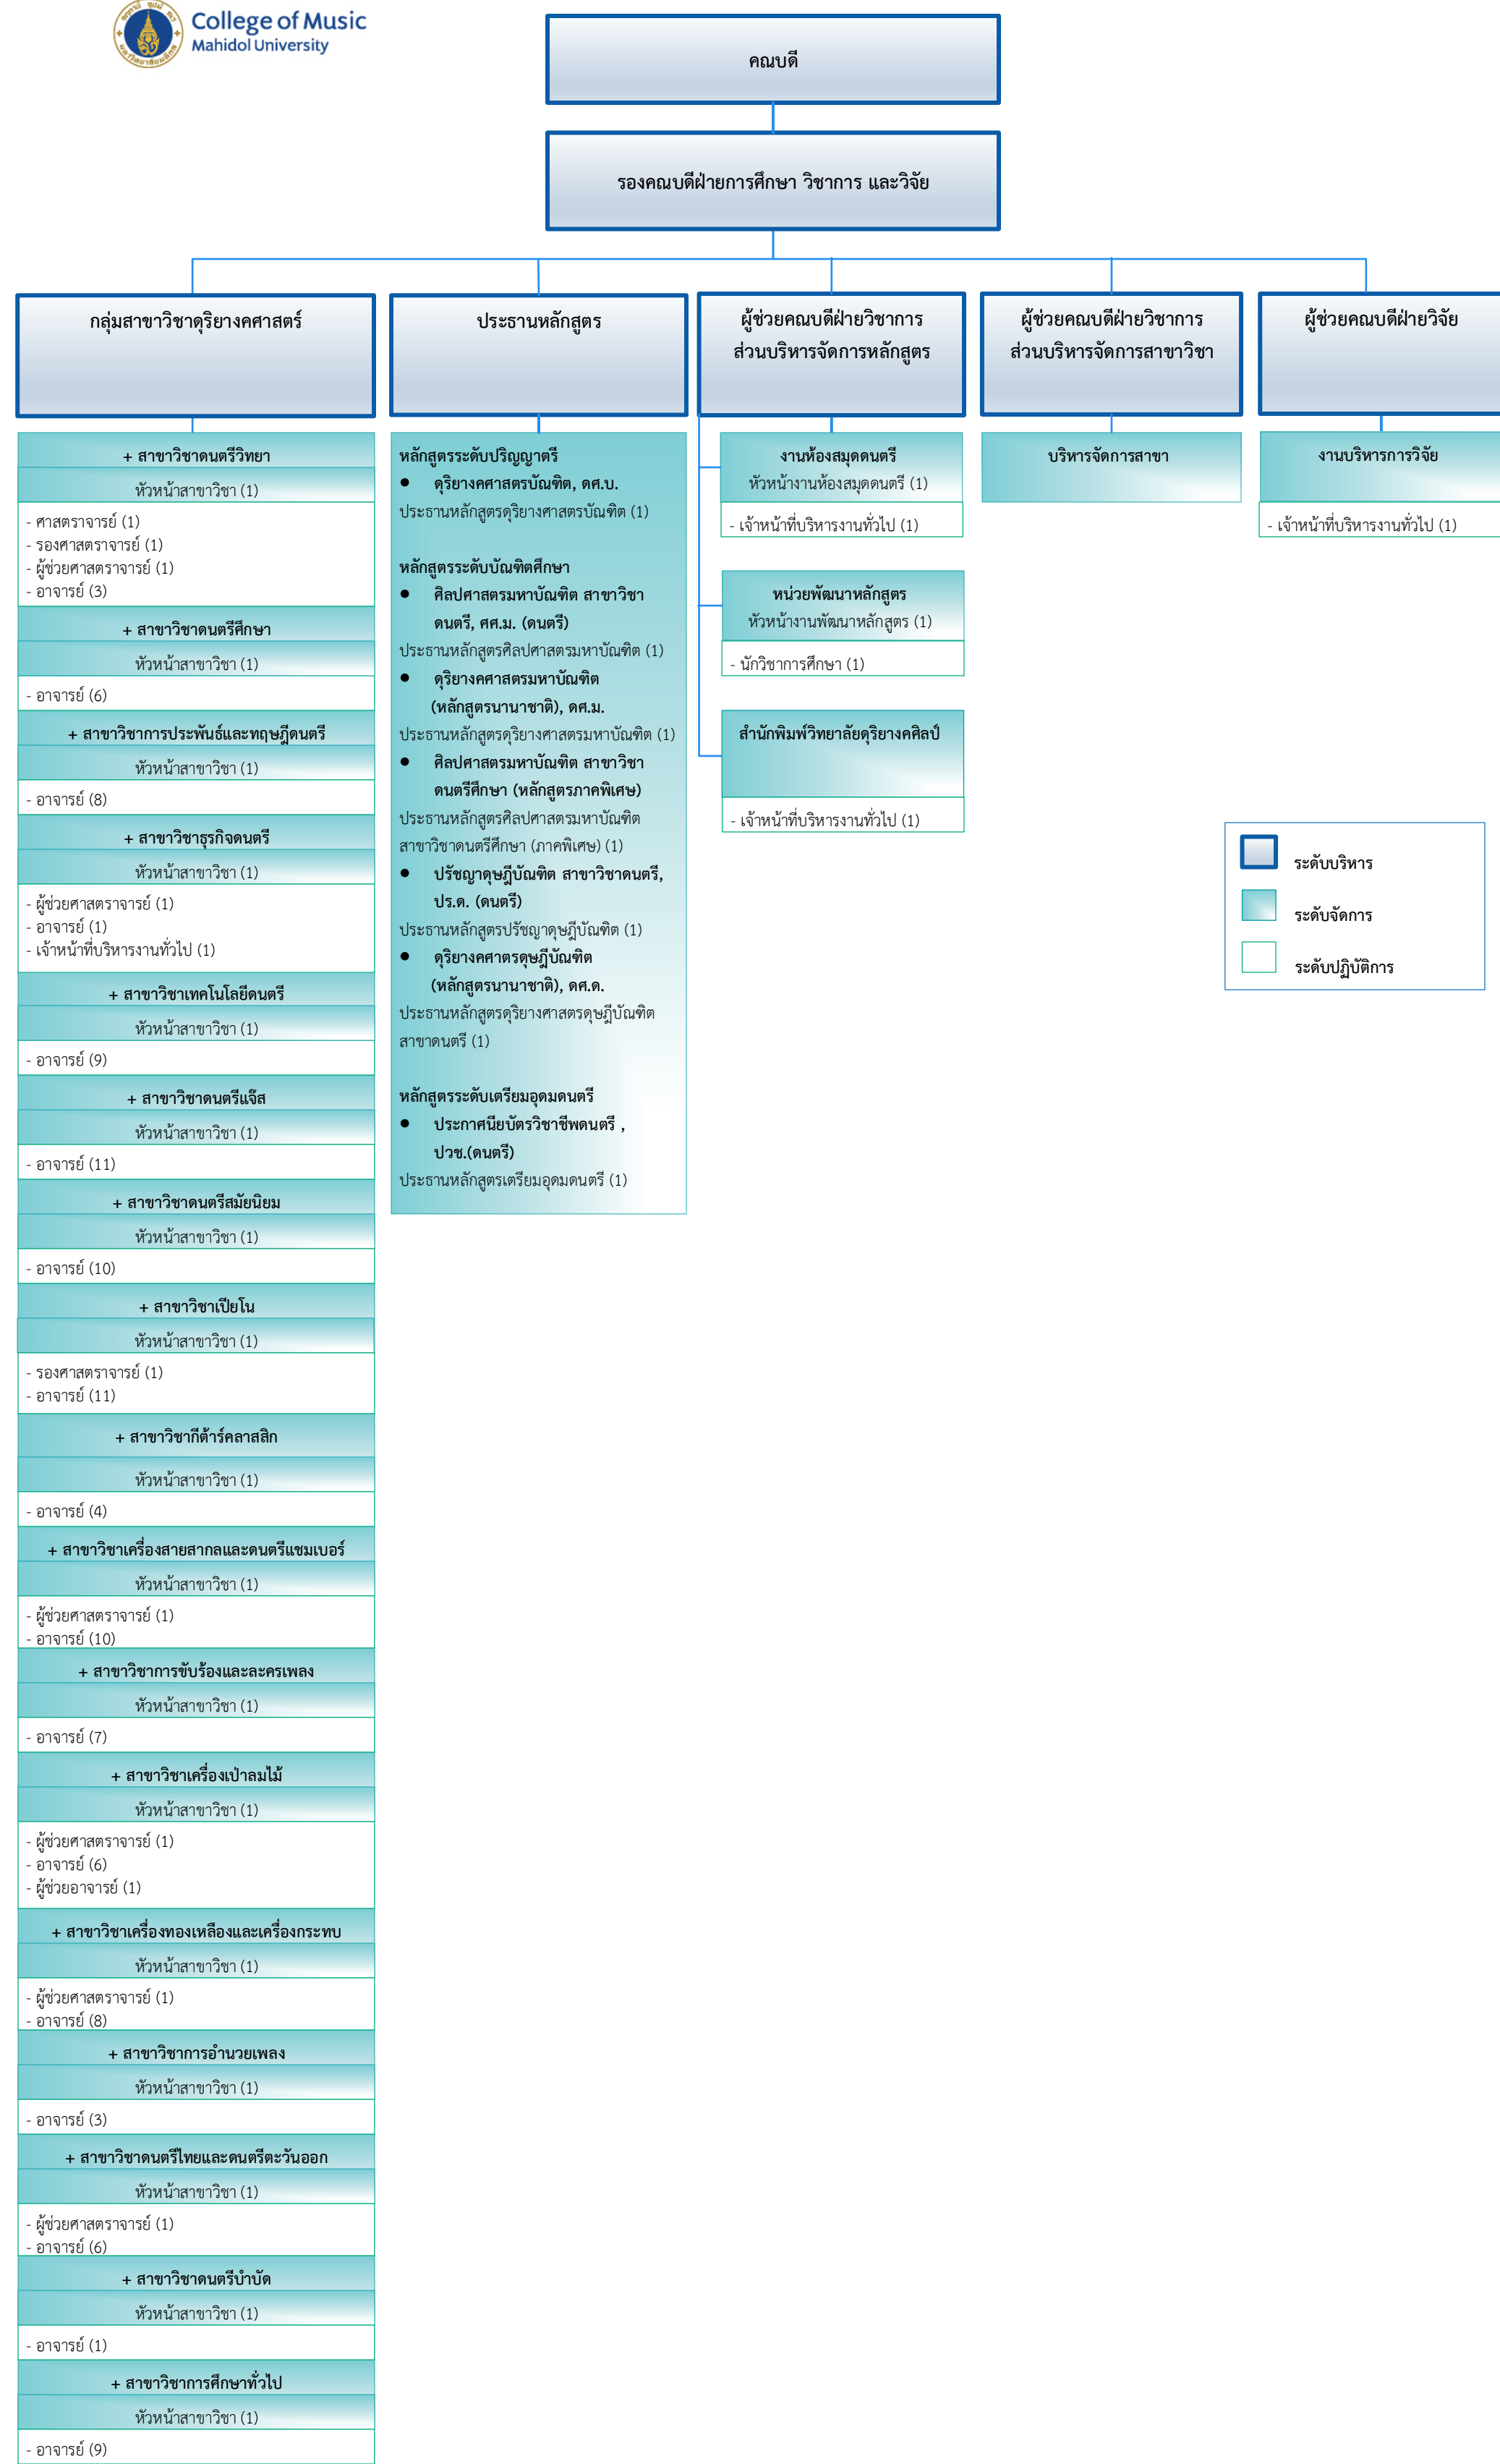 College of Music
Mahidol University
คณบดี
รองคณบดีฝ่ายการศึกษา วิชาการ และวิจัย
กลุ่มสาขาวิชาดุริยางคศาสตร์
+ สาขาวิชาดนตรีวิทยา
หัวหน้าสาขาวิชา (1)
- ศาสตราจารย์ (1)
- รองศาสตราจารย์ (1)
- ผู้ช่วยศาสตราจารย์ (1)
- อาจารย์ (3)
+ สาขาวิชาดนตรีศึกษา
หัวหน้าสาขาวิชา (1)
- อาจารย์ (6)
+ สาขาวิชาการประพันธ์และทฤษฎีดนตรี
หัวหน้าสาขาวิชา (1)
- อาจารย์ (8)
+ สาขาวิชาธุรกิจดนตรี
หัวหน้าสาขาวิชา (1)
- ผู้ช่วยศาสตราจารย์ (1)
- อาจารย์ (1)
- เจ้าหน้าที่บริหารงานทั่วไป (1)
+ สาขาวิชาเทคโนโลยีดนตรี
หัวหน้าสาขาวิชา (1)
- อาจารย์ (9)
+ สาขาวิชาดนตรีแจ๊ส
หัวหน้าสาขาวิชา (1)
- อาจารย์ (11)
+ สาขาวิชาดนตรีสมัยนิยม
หัวหน้าสาขาวิชา (1)
- อาจารย์ (10)
+ สาขาวิชาเปียโน
หัวหน้าสาขาวิชา (1)
- รองศาสตราจารย์ (1)
- อาจารย์ (11)
+ สาขาวิชากีต้าร์คลาสสิก
หัวหน้าสาขาวิชา (1)
- อาจารย์ (4)
+ สาขาวิชาเครื่องสายสากลและดนตรีแชมเบอร์
หัวหน้าสาขาวิชา (1)
- ผู้ช่วยศาสตราจารย์ (1)
- อาจารย์ (10)
+ สาขาวิชาการขับร้องและละครเพลง
หัวหน้าสาขาวิชา (1)
- อาจารย์ (7)
+ สาขาวิชาเครื่องเป่าลมไม้
หัวหน้าสาขาวิชา (1)
- ผู้ช่วยศาสตราจารย์ (1)
- อาจารย์ (6)
- ผู้ช่วยอาจารย์ (1)
+ สาขาวิชาเครื่องทองเหลืองและเครื่องกระทบ
หัวหน้าสาขาวิชา (1)
- ผู้ช่วยศาสตราจารย์ (1)
- อาจารย์ (8)
+ สาขาวิชาการอำนวยเพลง
หัวหน้าสาขาวิชา (1)
- อาจารย์ (3)
+ สาขาวิชาดนตรีไทยและดนตรีตะวันออก
หัวหน้าสาขาวิชา (1)
- ผู้ช่วยศาสตราจารย์ (1)
- อาจารย์ (6)
+ สาขาวิชาดนตรีบำบัด
หัวหน้าสาขาวิชา (1)
- อาจารย์ (1)
+ สาขาวิชาการศึกษาทั่วไป
หัวหน้าสาขาวิชา (1)
- อาจารย์ (9)
ประธานหลักสูตร
หลักสูตรระดับปริญญาตรี
● ดุริยางคศาสตรบัณฑิต, ดศ.บ.
ประธานหลักสูตรดุริยางศาสตรบัณฑิต (1)
หลักสูตรระดับบัณฑิตศึกษา
● ศิลปศาสตรมหาบัณฑิต สาขาวิชา
ดนตรี, ศศ.ม. (ดนตรี)
ประธานหลักสูตรศิลปศาสตรมหาบัณฑิต (1)
● ดุริยางคศาสตรมหาบัณฑิต
(หลักสูตรนานาชาติ), ดศ.ม.
ประธานหลักสูตรดุริยางศาสตรมหาบัณฑิต (1)
● ศิลปศาสตรมหาบัณฑิต สาขาวิชา
ดนตรีศึกษา (หลักสูตรภาคพิเศษ)
ประธานหลักสูตรศิลปศาสตรมหาบัณฑิต
สาขาวิชาดนตรีศึกษา (ภาคพิเศษ) (1)
● ปรัชญาดุษฎีบัณฑิต สาขาวิชาดนตรี,
ปร.ด. (ดนตรี)
ประธานหลักสูตรปรัชญาดุษฎีบัณฑิต (1)
● ดุริยางคศาตรดุษฎีบัณฑิต
(หลักสูตรนานาชาติ), ดศ.ด.
ประธานหลักสูตรดุริยางศาสตรดุษฎีบัณฑิต
สาขาดนตรี (1)
หลักสูตรระดับเตรียมอุดมดนตรี
● ประกาศนียบัตรวิชาชีพดนตรี ,
ปวช.(ดนตรี)
ประธานหลักสูตรเตรียมอุดมดนตรี (1)
ผู้ช่วยคณบดีฝ่ายวิชาการ
ส่วนบริหารจัดการหลักสูตร
งานห้องสมุดดนตรี
หัวหน้างานห้องสมุดดนตรี (1)
- เจ้าหน้าที่บริหารงานทั่วไป (1)
หน่วยพัฒนาหลักสูตร
หัวหน้างานพัฒนาหลักสูตร (1)
- นักวิชาการศึกษา (1)
สำนักพิมพ์วิทยาลัยดุริยางคศิลป์
- เจ้าหน้าที่บริหารงานทั่วไป (1)
ผู้ช่วยคณบดีฝ่ายวิชาการ
ส่วนบริหารจัดการสาขาวิชา
บริหารจัดการสาขา
ผู้ช่วยคณบดีฝ่ายวิจัย
งานบริหารการวิจัย
- เจ้าหน้าที่บริหารงานทั่วไป (1)
ระดับบริหาร
ระดับจัดการ
ระดับปฏิบัติการ